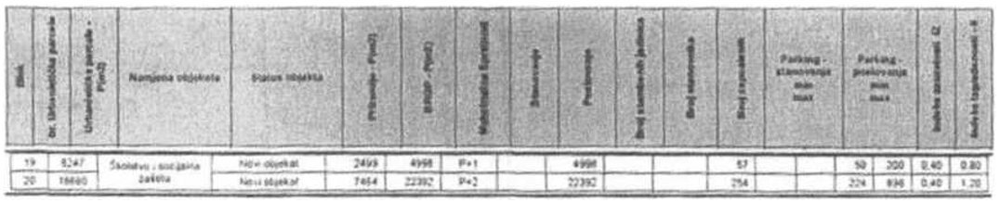 Blok
br. Urbanistička parcela
Urbanistička parcela - P(m2)
Namjena objekata
Status objekta
Prizemlje - P(m2)
BRGP - P(m2)
Maksimalna Spratnost
Stanovanje
Poslovanje
Broj stambenih jedinica
Broj stanovnika
Broj zaposlenih
Parking - stanovanje min max
Parking - poslovanje min max
Indeks zauzetosti - IZ
Indeks izgrađenosti - II
19 6247 Školstvo i socijalna Novi objekat 2499 4998 P+1 4998 57 50 200 0,40 0.80
20 18660 zaštita Novi objekat 7464 22392 P+2 22392 254 224 896 0,40 1.20